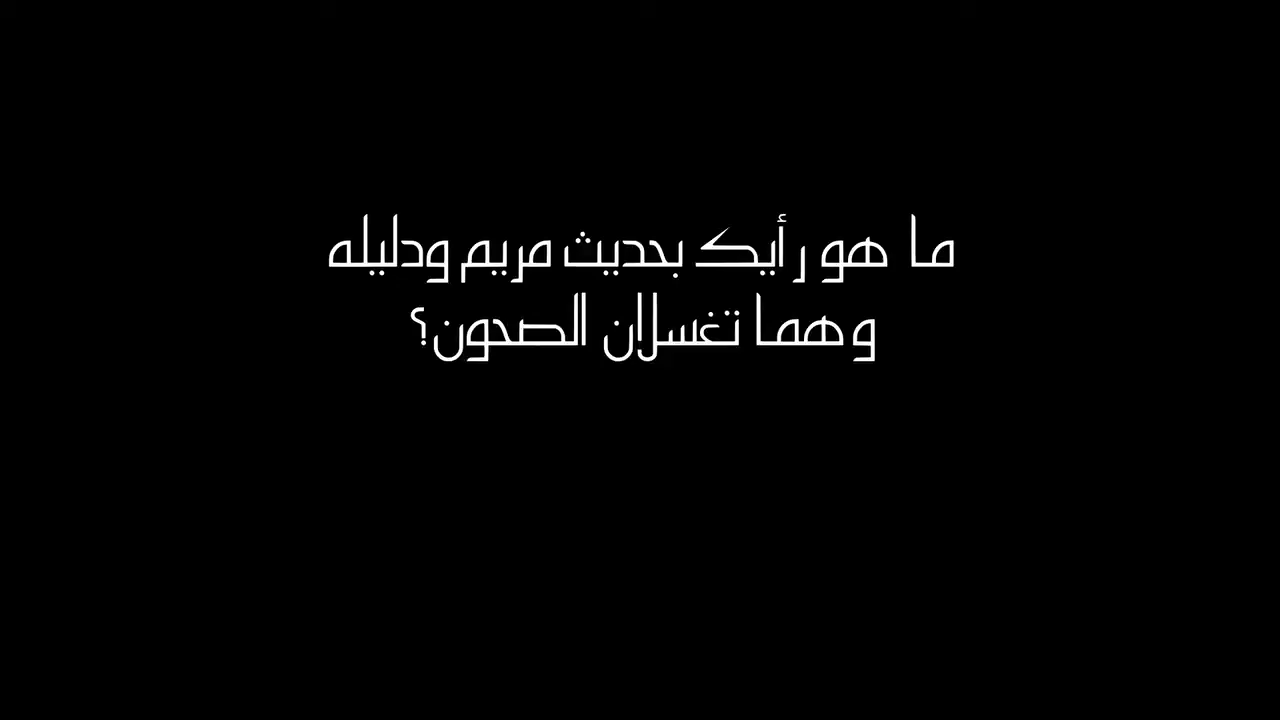 ما هو رأيك بحديث مريم ودليله
وهما تغسلان الصحون؟